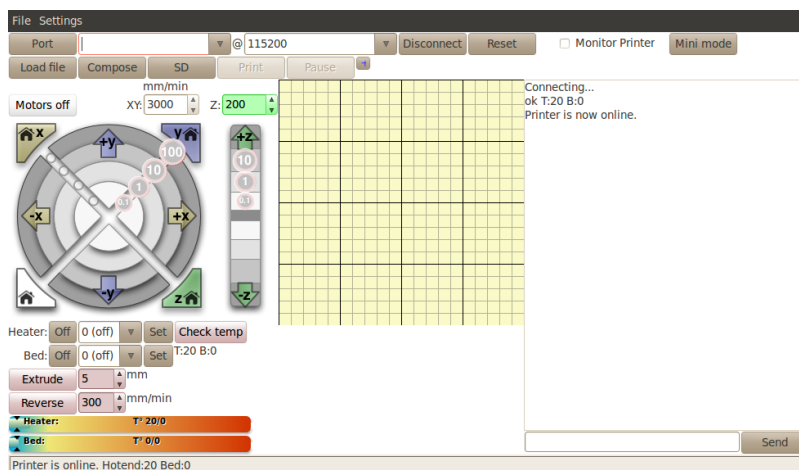 File Settings
Port @ 115200 Disconnect Reset Monitor Printer Mini mode
Load file Compose SD Print Pause
mm/min
Motors off XY: 3000 Z: 200
x +y y +z
100
10 10
1 1
0.1 0.1
-x +x
-y z -z
Heater: Off 0 (off) Set Check temp
Bed: Off 0 (off) Set T:20 B:0
Extrude 5 mm
Reverse 300 mm/min
Heater: T° 20/0
Bed: T° 0/0
Connecting...
ok T:20 B:0
Printer is now online.
Send
Printer is online. Hotend:20 Bed:0